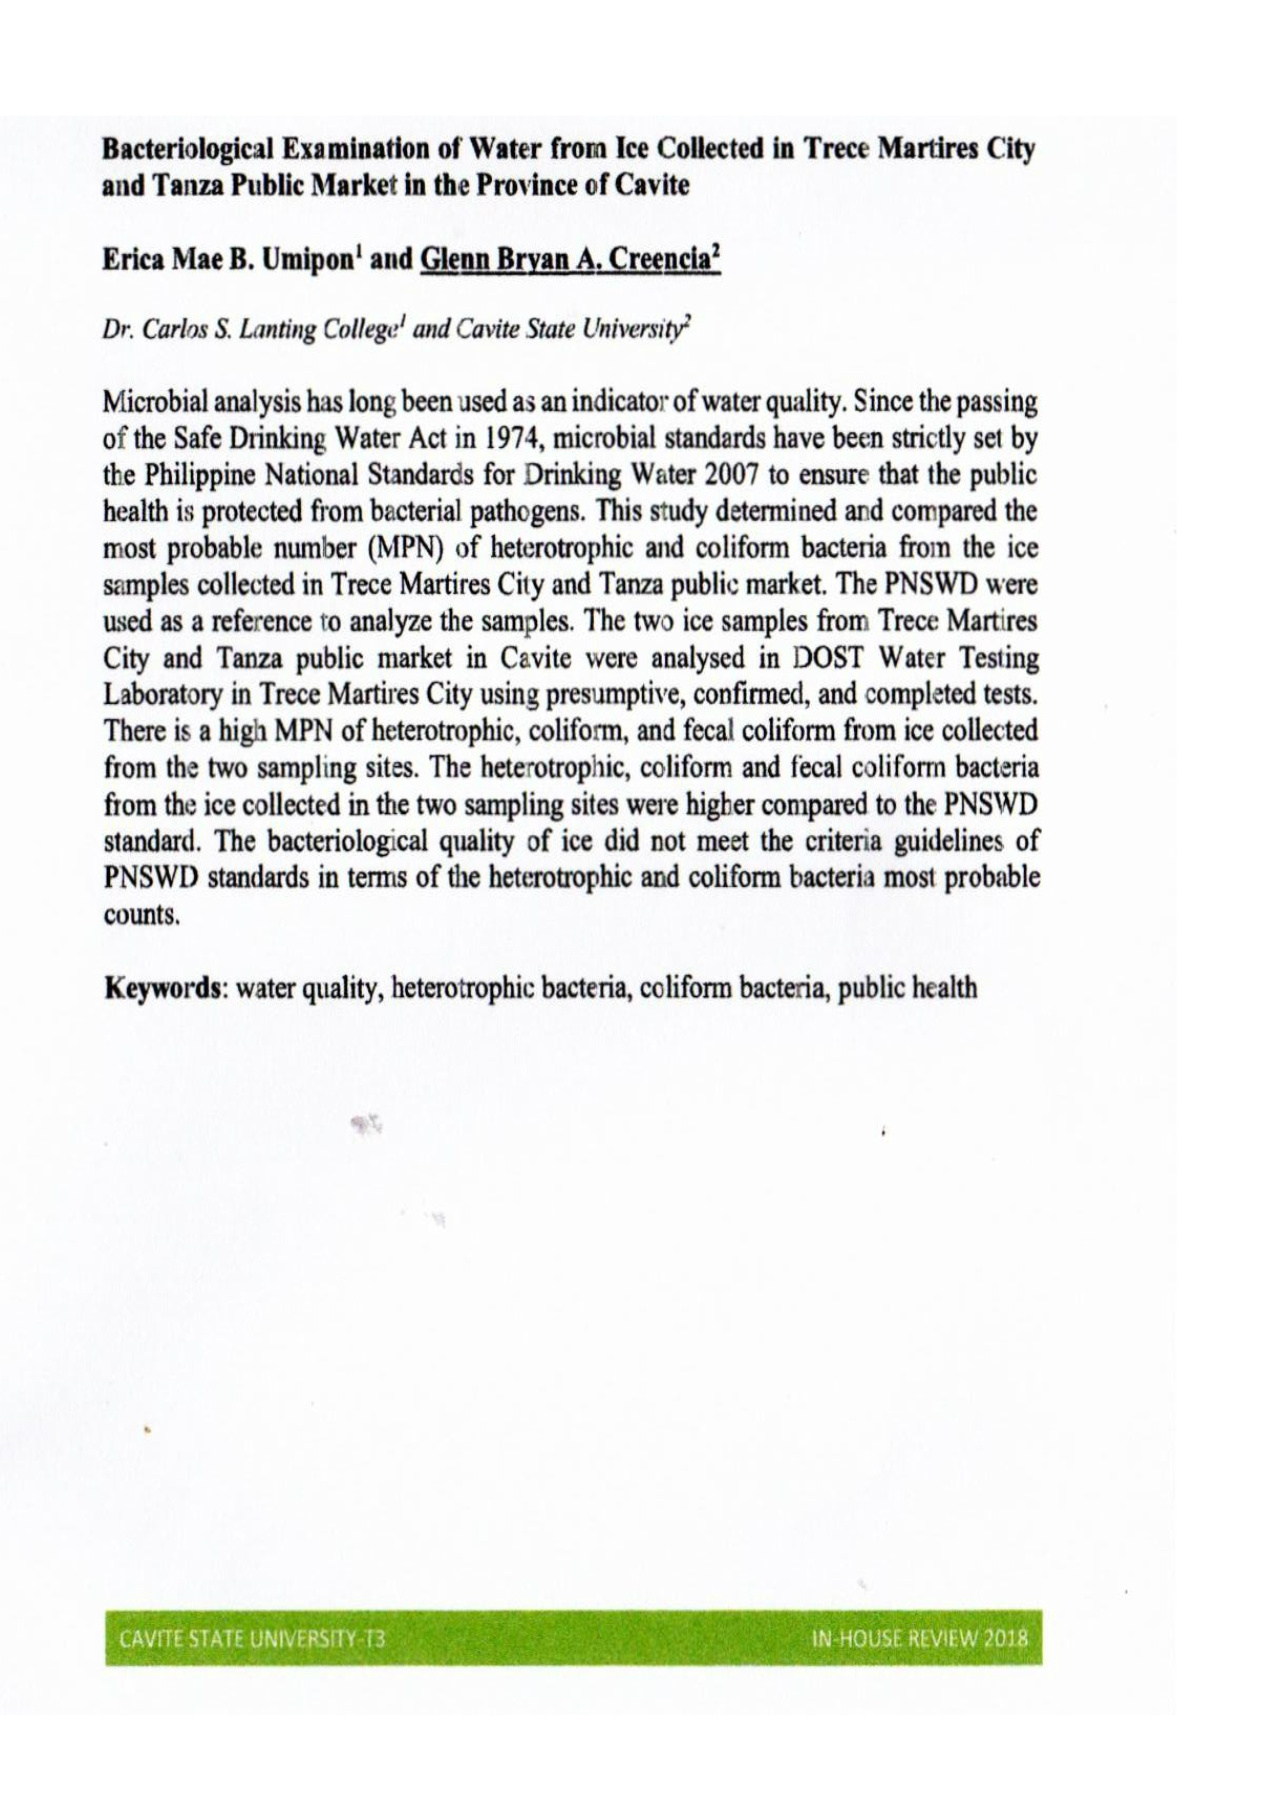 Bacteriological Examination of Water from Ice Collected in Trece Martires City
and Tanza Public Market in the Province of Cavite
Erica Mae B. Umipon¹ and Glenn Bryan A. Creencia²
Dr. Carlos S. Lanting College¹ and Cavite State University²
Microbial analysis has long been used as an indicator of water quality. Since the passing
of the Safe Drinking Water Act in 1974, microbial standards have been strictly set by
the Philippine National Standards for Drinking Water 2007 to ensure that the public
health is protected from bacterial pathogens. This study determined and compared the
most probable number (MPN) of heterotrophic and coliform bacteria from the ice
samples collected in Trece Martires City and Tanza public market. The PNSWD were
used as a reference to analyze the samples. The two ice samples from Trece Martires
City and Tanza public market in Cavite were analysed in DOST Water Testing
Laboratory in Trece Martires City using presumptive, confirmed, and completed tests.
There is a high MPN of heterotrophic, coliform, and fecal coliform from ice collected
from the two sampling sites. The heterotrophic, coliform and fecal coliform bacteria
from the ice collected in the two sampling sites were higher compared to the PNSWD
standard. The bacteriological quality of ice did not meet the criteria guidelines of
PNSWD standards in terms of the heterotrophic and coliform bacteria most probable
counts.
Keywords: water quality, heterotrophic bacteria, coliform bacteria, public health
CAVITE STATE UNIVERSITY-T3 IN-HOUSE REVIEW 2018